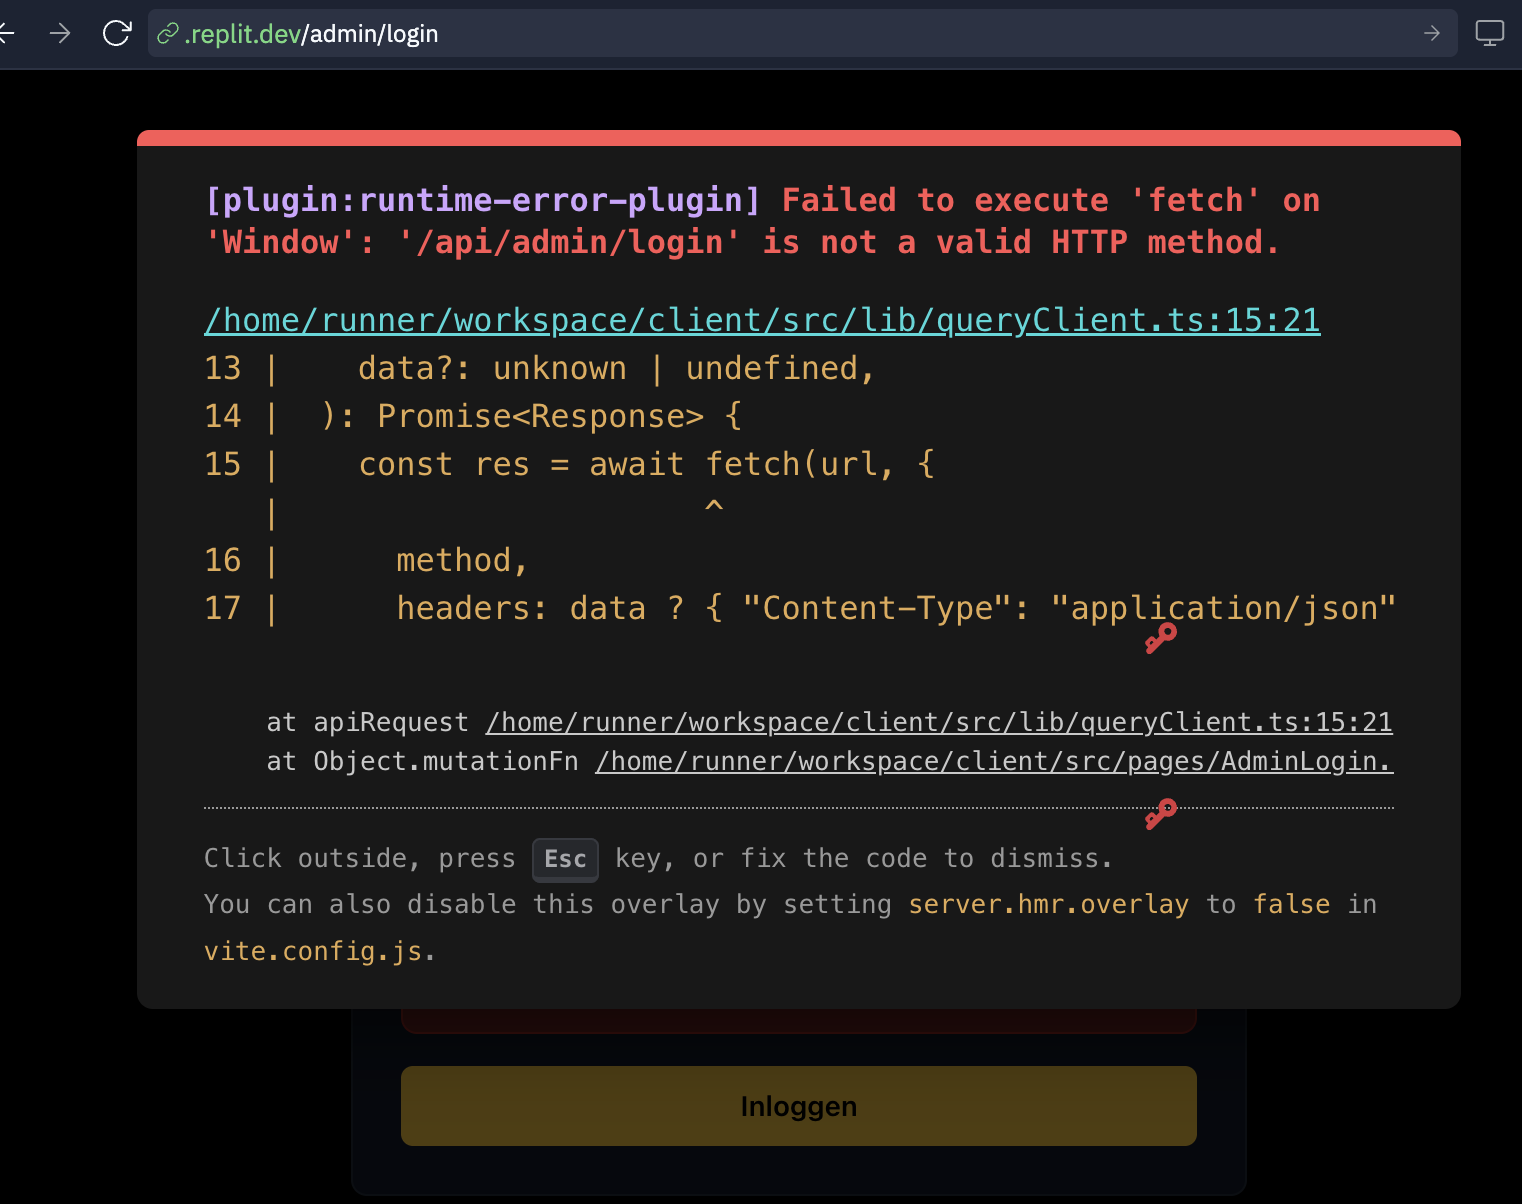 .replit.dev/admin/login
[plugin:runtime-error-plugin] Failed to execute 'fetch' on
'Window': '/api/admin/login' is not a valid HTTP method.
/home/runner/workspace/client/src/lib/queryClient.ts:15:21
13 |    data?: unknown | undefined,
14 |  ): Promise<Response> {
15 |    const res = await fetch(url, {
   |                      ^
16 |      method,
17 |      headers: data ? { "Content-Type": "application/json"
at apiRequest /home/runner/workspace/client/src/lib/queryClient.ts:15:21
at Object.mutationFn /home/runner/workspace/client/src/pages/AdminLogin.
Click outside, press Esc key, or fix the code to dismiss.
You can also disable this overlay by setting server.hmr.overlay to false in
vite.config.js.
Inloggen